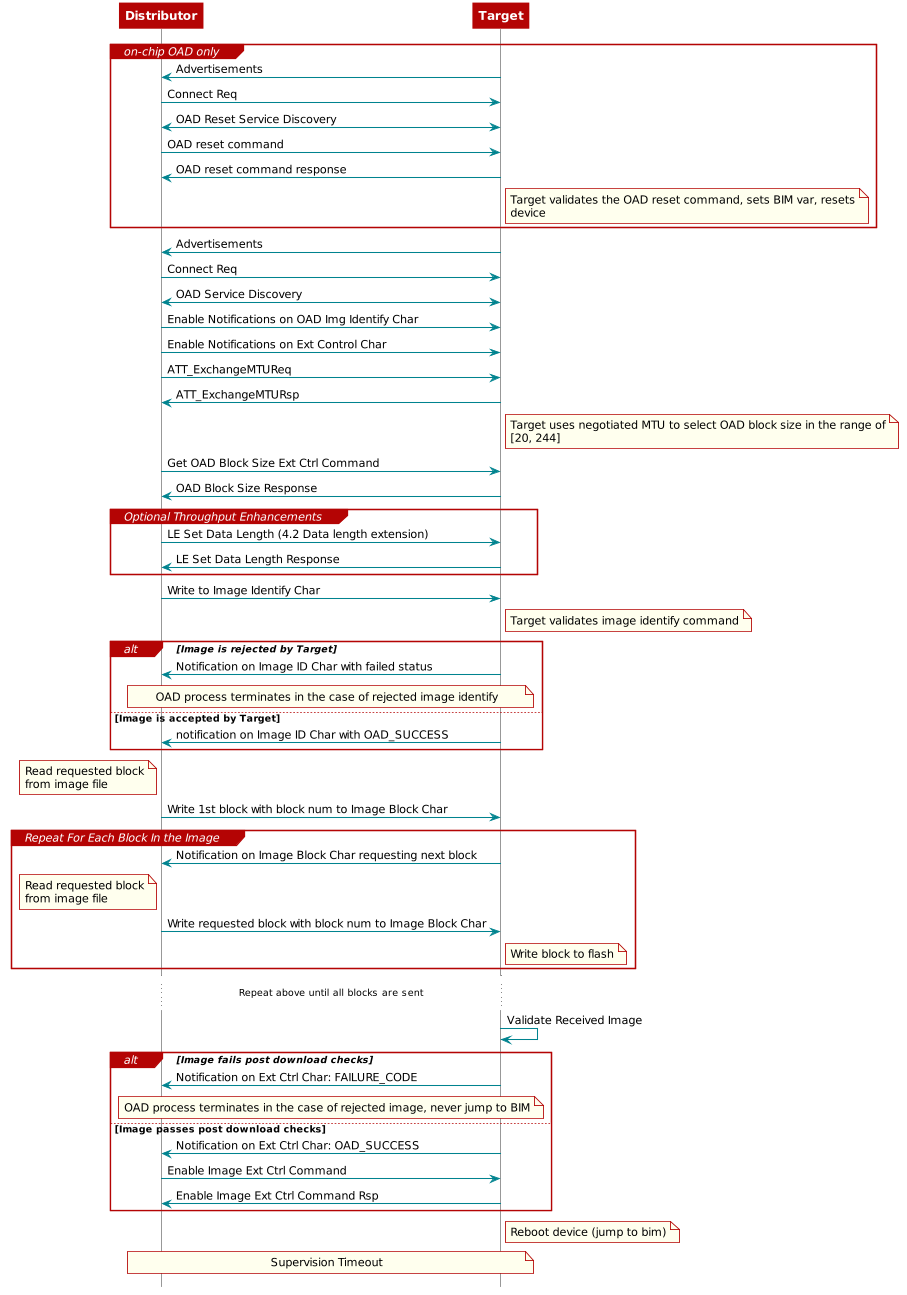 Distributor
Target
on-chip OAD only
Advertisements
Connect Req
OAD Reset Service Discovery
OAD reset command
OAD reset command response
Target validates the OAD reset command, sets BIM var, resets
device
Advertisements
Connect Req
OAD Service Discovery
Enable Notifications on OAD Img Identify Char
Enable Notifications on Ext Control Char
ATT_ExchangeMTUReq
ATT_ExchangeMTURsp
Target uses negotiated MTU to select OAD block size in the range of
[20, 244]
Get OAD Block Size Ext Ctrl Command
OAD Block Size Response
Optional Throughput Enhancements
LE Set Data Length (4.2 Data length extension)
LE Set Data Length Response
Write to Image Identify Char
Target validates image identify command
alt
[Image is rejected by Target]
Notification on Image ID Char with failed status
OAD process terminates in the case of rejected image identify
[Image is accepted by Target]
notification on Image ID Char with OAD_SUCCESS
Read requested block
from image file
Write 1st block with block num to Image Block Char
Repeat For Each Block In the Image
Notification on Image Block Char requesting next block
Read requested block
from image file
Write requested block with block num to Image Block Char
Write block to flash
Repeat above until all blocks are sent
Validate Received Image
alt
[Image fails post download checks]
Notification on Ext Ctrl Char: FAILURE_CODE
OAD process terminates in the case of rejected image, never jump to BIM
[Image passes post download checks]
Notification on Ext Ctrl Char: OAD_SUCCESS
Enable Image Ext Ctrl Command
Enable Image Ext Ctrl Command Rsp
Reboot device (jump to bim)
Supervision Timeout